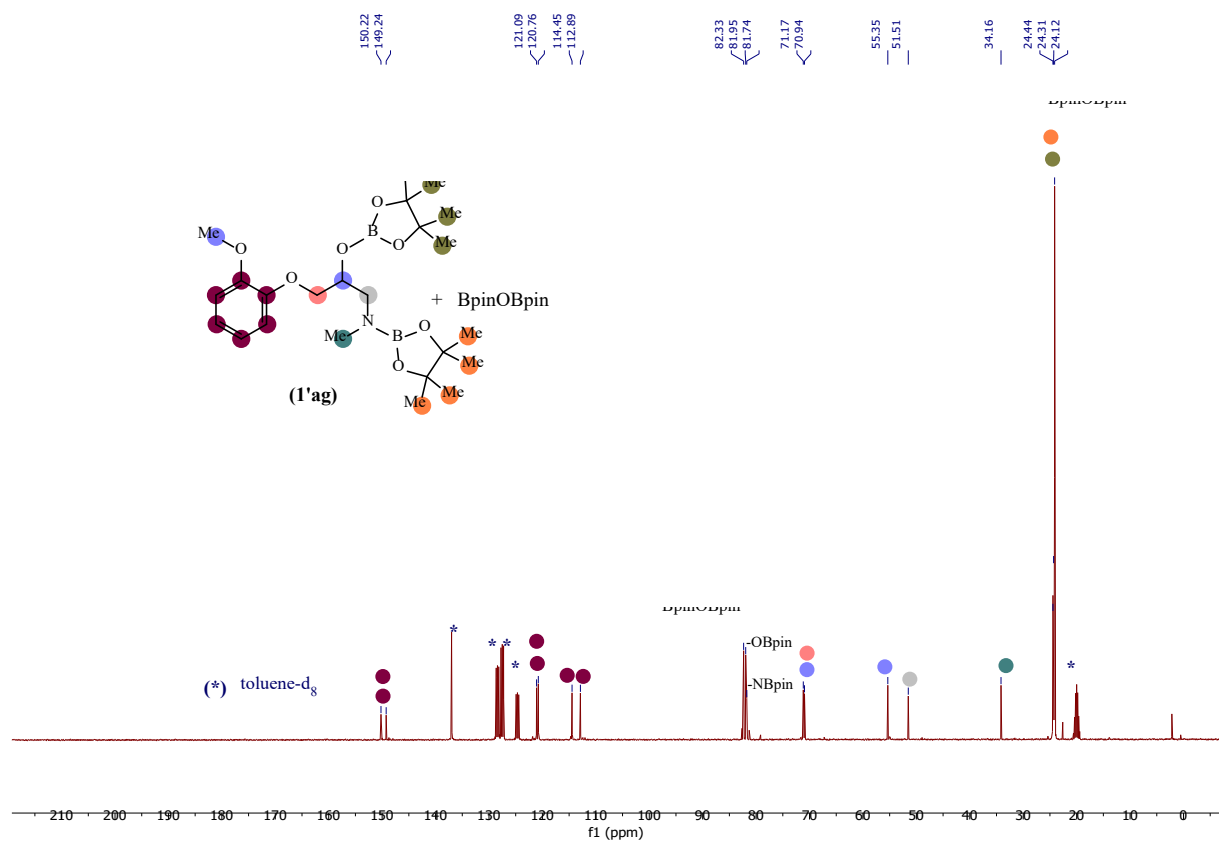 150.22
149.24
121.09
120.76
114.45
112.89
82.33
81.95
81.74
71.17
70.94
55.35
51.51
34.16
24.44
24.31
24.12
BpinOBpin
Me
O
B
Me
Me
O
O
Me
O
O
O
+ BpinOBpin
N
Me
B
O
O
Me
Me
Me
Me
(1'ag)
BpinOBpin
-OBpin
-NBpin
(*) toluene-d8
*
*
*
*
*
210 200 190 180 170 160 150 140 130 120 110 100 90 80 70 60 50 40 30 20 10 0
f1 (ppm)